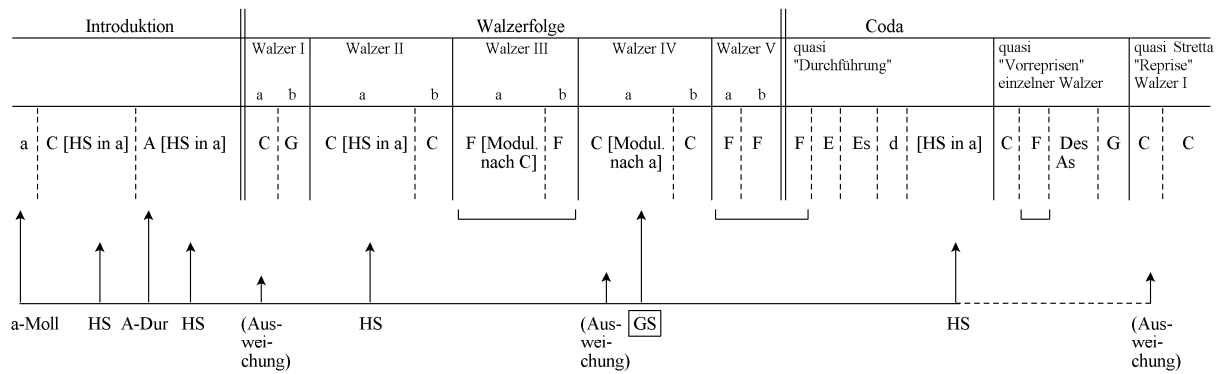 Introduktion Walzerfolge Coda
Walzer I Walzer II Walzer III Walzer IV Walzer V quasi "Durchführung" quasi "Vorreprisen" einzelner Walzer quasi Stretta "Reprise" Walzer I
a b a b a b a b a b
a C [HS in a] A [HS in a] C G C [HS in a] C F [Modul. nach C] F C [Modul. nach a] C F F F E Es d [HS in a] C F Des As G C C
a-Moll HS A-Dur HS (Aus-wei-chung) HS (Aus-wei-chung) GS HS (Aus-wei-chung)